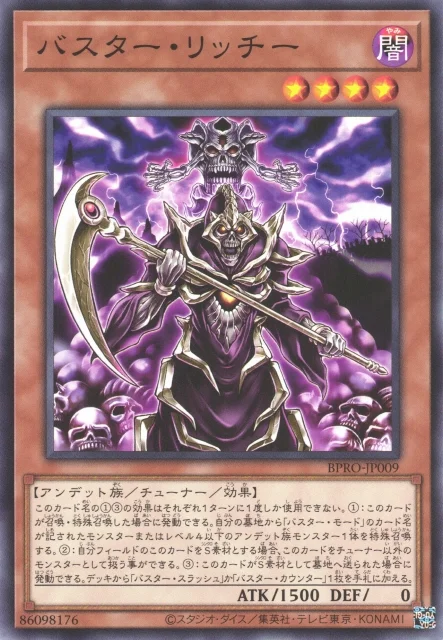 バスター・リッチー
やみ
闇
BPRO-JP009
【アンデット族／チューナー／効果】
このカード名の①③の効果はそれぞれ1ターンに1度しか使用できない。①：このカード
が召喚・特殊召喚した場合に発動できる。自分の墓地から「バスター・モード」のカード名
が記されたモンスターまたはレベル4以下のアンデット族モンスター1体を特殊召喚
する。②：自分フィールドのこのカードをS素材とする場合、このカードをチューナー以外の
モンスターとして扱う事ができる。③：このカードがS素材として墓地へ送られた場合に
発動できる。デッキから「バスター・スラッシュ」か「バスター・カウンター」1枚を手札に加える。
ATK/1500 DEF/ 0
86098176
©スタジオ・ダイス／集英社・テレビ東京・KONAMI